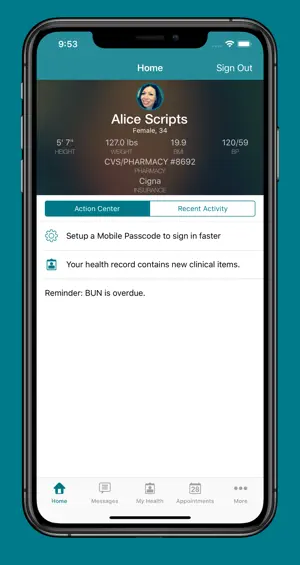 9:53
Home
Sign Out
Alice Scripts
Female, 34
5' 7" 127.0 lbs 19.9 120/59
HEIGHT WEIGHT BMI BP
CVS/PHARMACY #8692
PHARMACY
Cigna
INSURANCE
Action Center Recent Activity
Setup a Mobile Passcode to sign in faster
Your health record contains new clinical items.
Reminder: BUN is overdue.
28
Home Messages My Health Appointments More